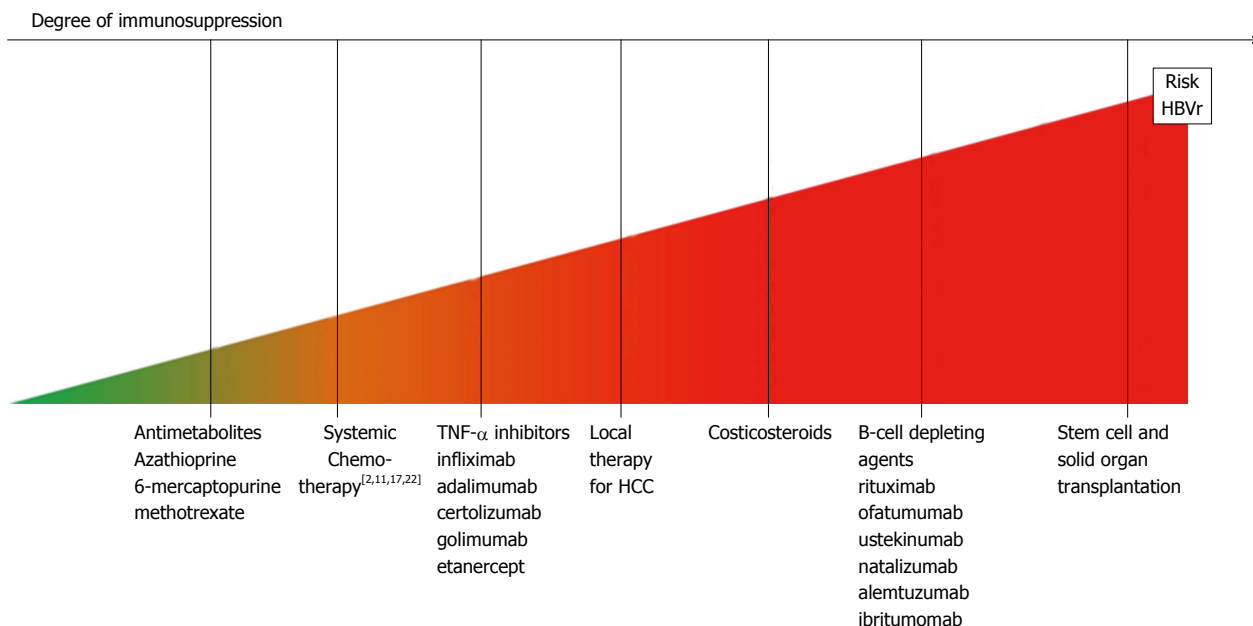 Degree of immunosuppression
Risk
HBVr
Antimetabolites
Azathioprine
6-mercaptopurine
methotrexate
Systemic
Chemo-
therapy[2,11,17,22]
TNF-α inhibitors
infliximab
adalimumab
certolizumab
golimumab
etanercept
Local
therapy
for HCC
Costicosteroids
B-cell depleting
agents
rituximab
ofatumumab
ustekinumab
natalizumab
alemtuzumab
ibritumomab
Stem cell and
solid organ
transplantation